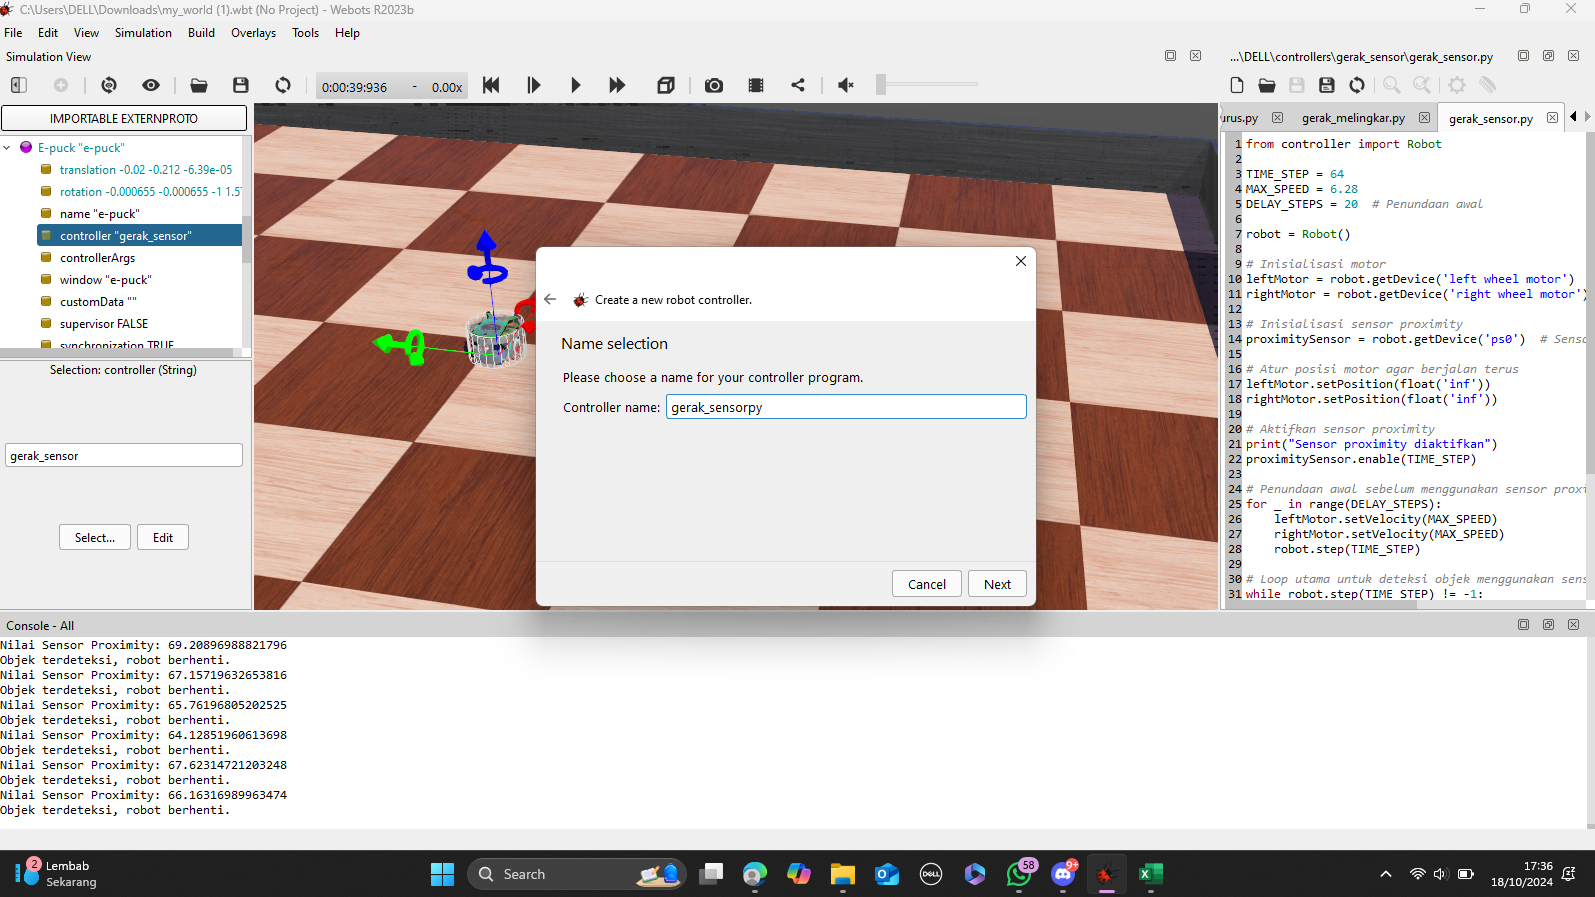 C:\Users\DELL\Downloads\my_world (1).wbt (No Project) - Webots R2023b
File Edit View Simulation Build Overlays Tools Help
Simulation View
...\DELL\controllers\gerak_sensor\gerak_sensor.py
0:00:39:936 - 0.00x
IMPORTABLE EXTERNPROTO
E-puck "e-puck"
translation -0.02 -0.212 -6.39e-05
rotation -0.000655 -0.000655 -1 1.5
name "e-puck"
controller "gerak_sensor"
controllerArgs
window "e-puck"
customData ""
supervisor FALSE
synchronization TRUE
Selection: controller (String)
gerak_sensor
Select...
Edit
Create a new robot controller.
Name selection
Please choose a name for your controller program.
Controller name: gerak_sensorpy
Cancel
Next
urus.py gerak_melingkar.py gerak_sensor.py
1 from controller import Robot
2
3 TIME_STEP = 64
4 MAX_SPEED = 6.28
5 DELAY_STEPS = 20  # Penundaan awal
6
7 robot = Robot()
8
9 # Inisialisasi motor
10 leftMotor = robot.getDevice('left wheel motor')
11 rightMotor = robot.getDevice('right wheel motor')
12
13 # Inisialisasi sensor proximity
14 proximitySensor = robot.getDevice('ps0')  # Senso
15
16 # Atur posisi motor agar berjalan terus
17 leftMotor.setPosition(float('inf'))
18 rightMotor.setPosition(float('inf'))
19
20 # Aktifkan sensor proximity
21 print("Sensor proximity diaktifkan")
22 proximitySensor.enable(TIME_STEP)
23
24 # Penundaan awal sebelum menggunakan sensor proxi
25 for _ in range(DELAY_STEPS):
26     leftMotor.setVelocity(MAX_SPEED)
27     rightMotor.setVelocity(MAX_SPEED)
28     robot.step(TIME_STEP)
29
30 # Loop utama untuk deteksi objek menggunakan sens
31 while robot.step(TIME_STEP) != -1:
Console - All
Nilai Sensor Proximity: 69.20896988821796
Objek terdeteksi, robot berhenti.
Nilai Sensor Proximity: 67.15719632653816
Objek terdeteksi, robot berhenti.
Nilai Sensor Proximity: 65.76196805202525
Objek terdeteksi, robot berhenti.
Nilai Sensor Proximity: 64.12851960613698
Objek terdeteksi, robot berhenti.
Nilai Sensor Proximity: 67.62314721203248
Objek terdeteksi, robot berhenti.
Nilai Sensor Proximity: 66.16316989963474
Objek terdeteksi, robot berhenti.
2
Lembab
Sekarang
Search
DELL
58
9+
17:36
18/10/2024